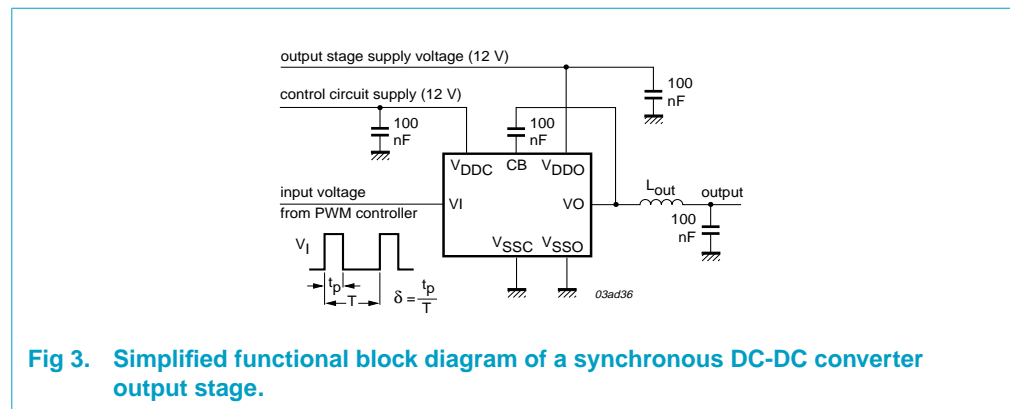 output stage supply voltage (12 V)
100
nF
control circuit supply (12 V)
100
nF
100
nF
VDDC CB VDDO
Lout output
input voltage
VI VO
from PWM controller
100
nF
VI
VSSC VSSO
tp
T
δ = tp/T
03ad36
Fig 3. Simplified functional block diagram of a synchronous DC-DC converter
output stage.